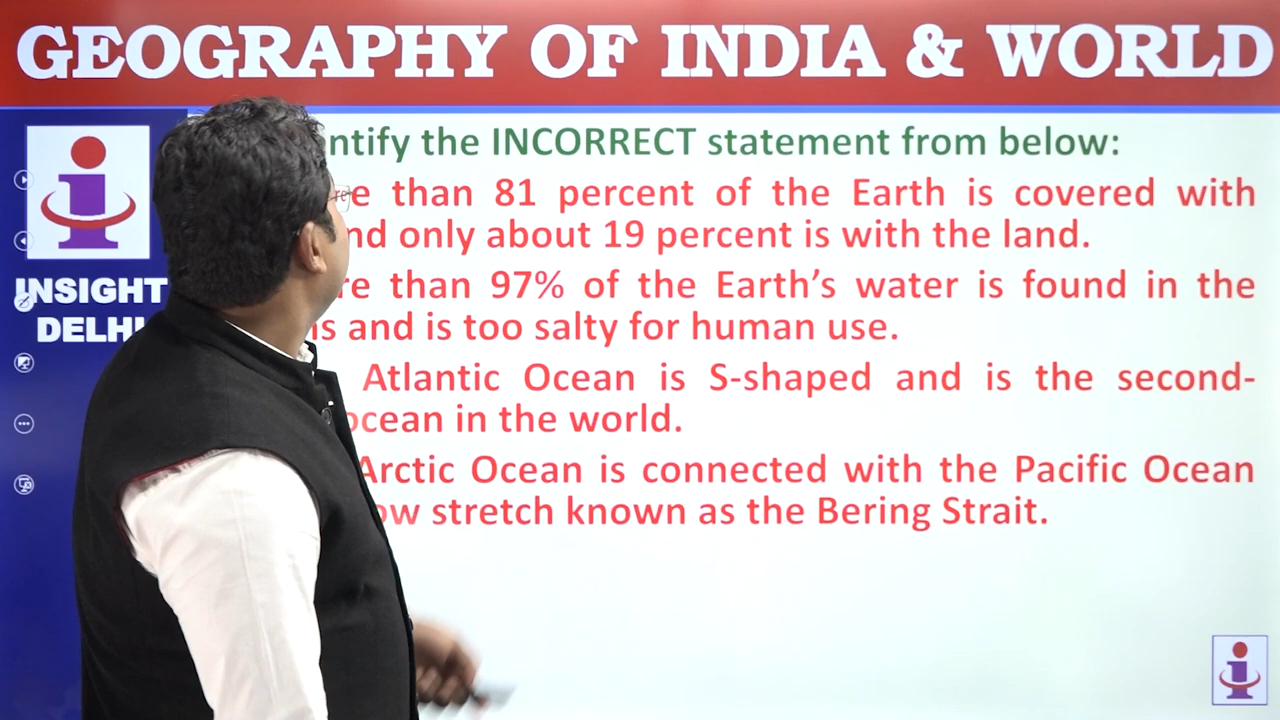 GEOGRAPHY OF INDIA & WORLD
INSIGHT
DELHI
ntify the INCORRECT statement from below:
e than 81 percent of the Earth is covered with
nd only about 19 percent is with the land.
re than 97% of the Earth's water is found in the
s and is too salty for human use.
Atlantic Ocean is S-shaped and is the second-
ocean in the world.
Arctic Ocean is connected with the Pacific Ocean
ow stretch known as the Bering Strait.